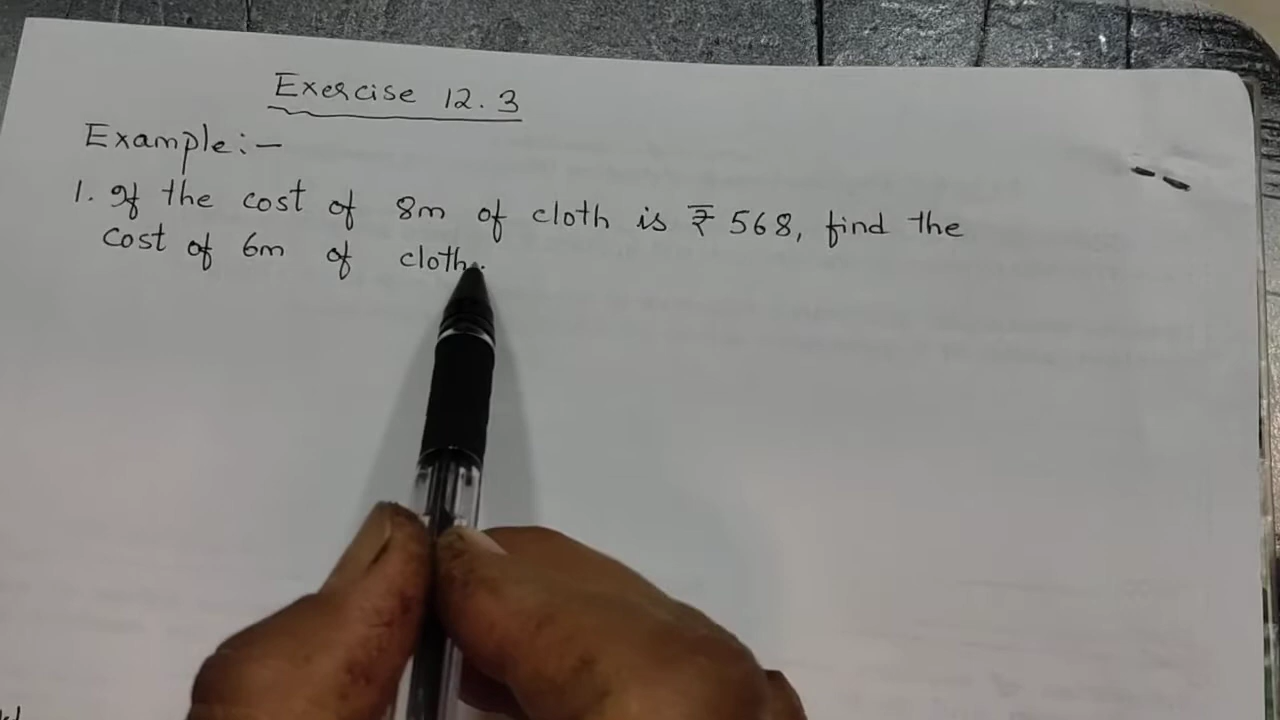 Exercise 12.3
Example:-
1. If the cost of 8m of cloth is ₹ 568, find the
cost of 6m of cloth.